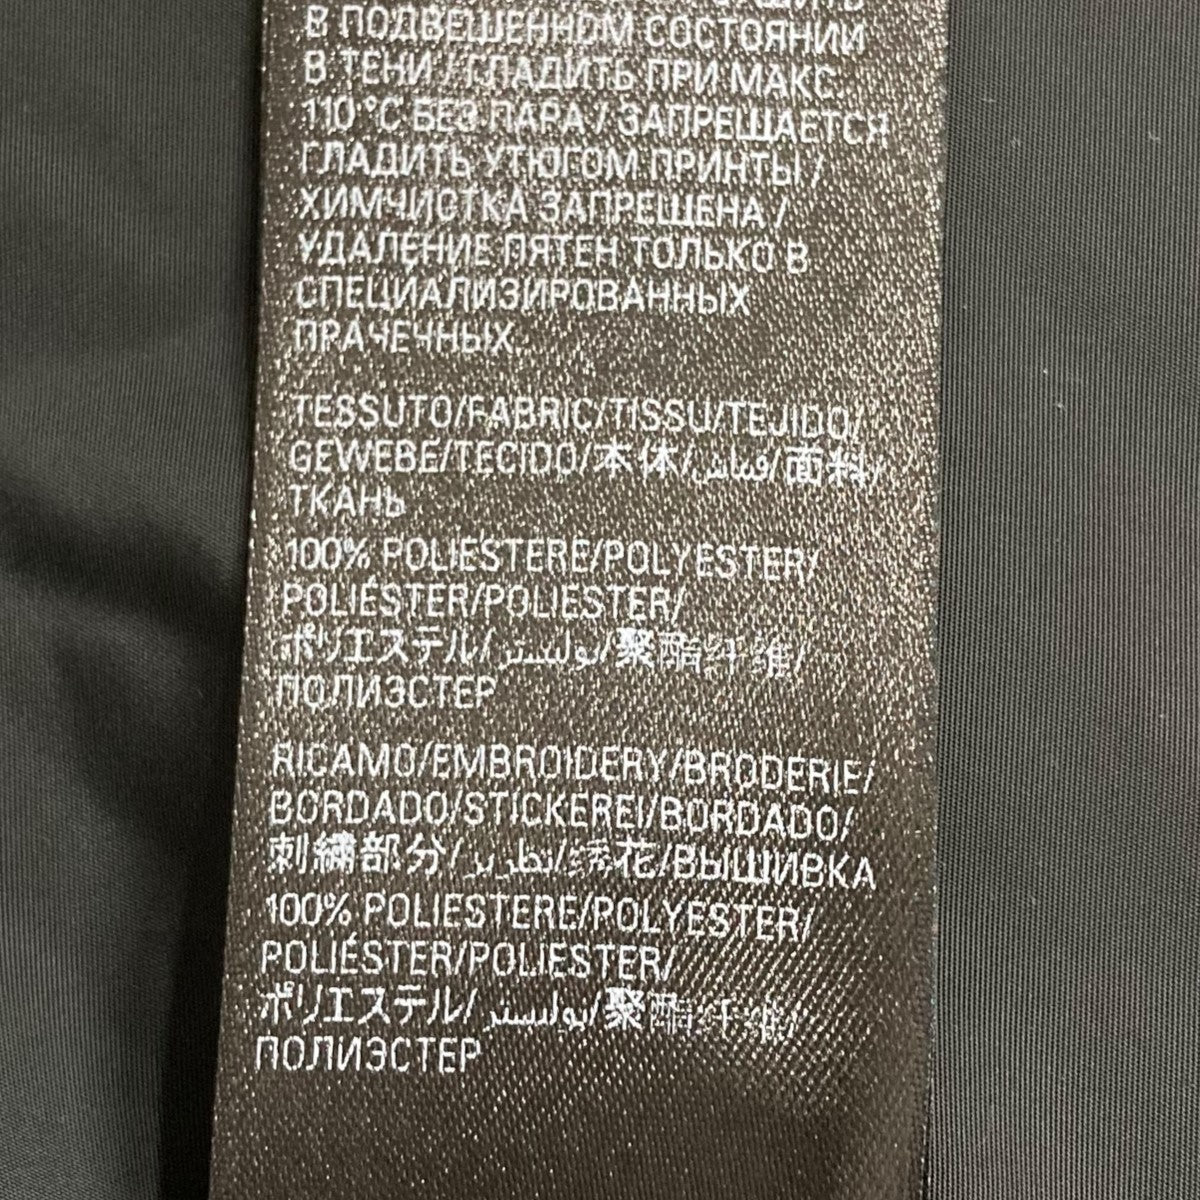 В ПОДВЕШЕННОМ СОСТОЯНИИ
В ТЕНИ / ГЛАДИТЬ ПРИ МАКС.
110 °С БЕЗ ПАРА / ЗАПРЕЩАЕТСЯ
ГЛАДИТЬ УТЮГОМ ПРИНТЫ /
ХИМЧИСТКА ЗАПРЕЩЕНА /
УДАЛЕНИЕ ПЯТЕН ТОЛЬКО В
СПЕЦИАЛИЗИРОВАННЫХ
ПРАЧЕЧНЫХ.
TESSUTO/FABRIC/TISSU/TEJIDO/
GEWEBE/TECIDO/本体/قماش/面料/
ТКАНЬ
100% POLIESTERE/POLYESTER/
POLIÉSTER/POLIESTER/
ポリエステル/بوليستر/聚酯纤维/
ПОЛИЭСТЕР
RICAMO/EMBROIDERY/BRODERIE/
BORDADO/STICKEREI/BORDADO/
刺繍部分/تطريز/绣花/ВЫШИВКА
100% POLIESTERE/POLYESTER/
POLIÉSTER/POLIESTER/
ポリエステル/بوليستر/聚酯纤维/
ПОЛИЭСТЕР